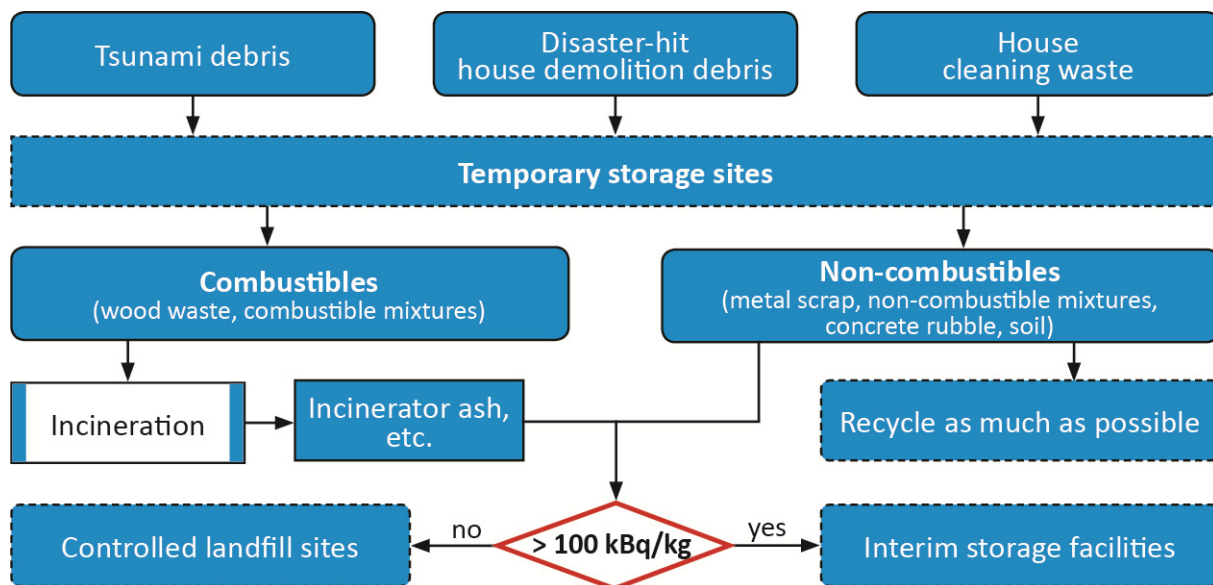 Tsunami debris
Disaster-hit
house demolition debris
House
cleaning waste
Temporary storage sites
Combustibles
(wood waste, combustible mixtures)
Non-combustibles
(metal scrap, non-combustible mixtures,
concrete rubble, soil)
Incineration
Incinerator ash,
etc.
Recycle as much as possible
Controlled landfill sites
no
> 100 kBq/kg
yes
Interim storage facilities